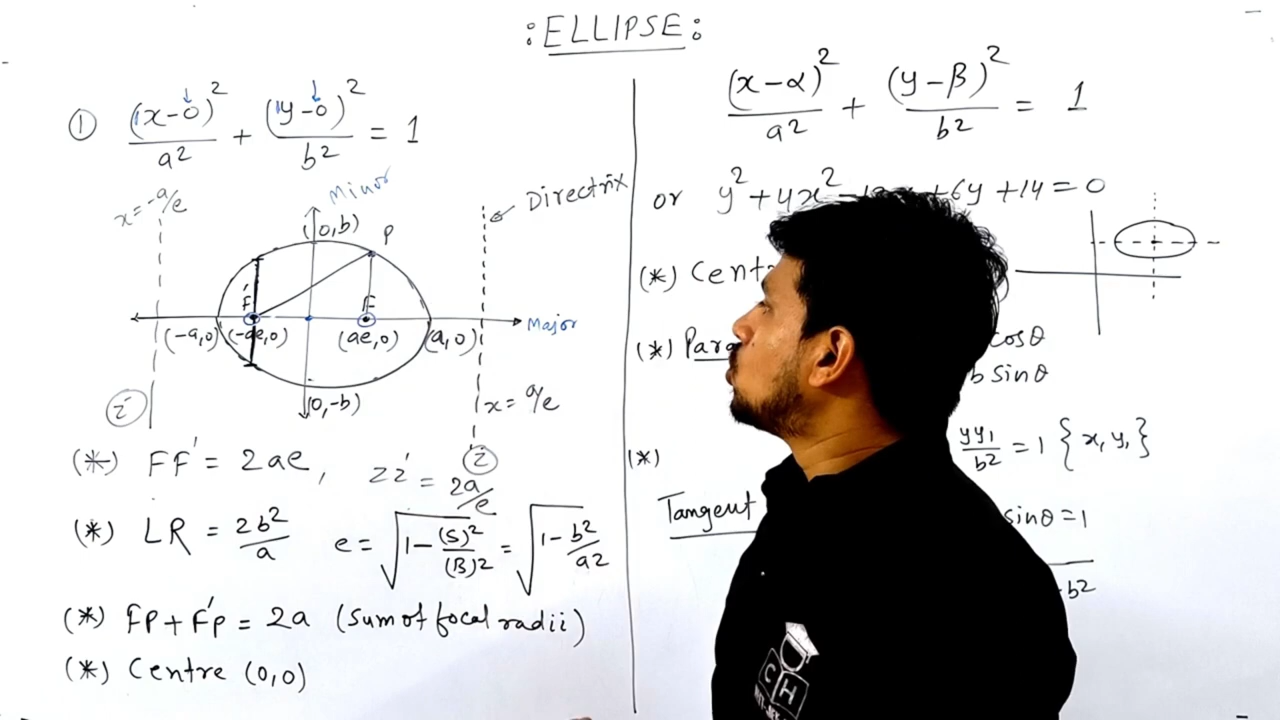 : ELLIPSE :
① (x-0)²/a² + (y-0)²/b² = 1
x = -a/e
Minor
Directrix
(0,b)
P
F'
F
(-a,0) (-ae,0) (ae,0) (a,0)
Major
(0,-b)
x = a/e
z'
z
(*) FF' = 2ae, zz' = 2a/e
(*) LR = 2b²/a e = √(1-(S)²/(B)²) = √(1-b²/a2)
(*) FP + F'P = 2a (Sum of focal radii)
(*) Centre (0,0)
(x-α)²/a² + (y-β)²/b² = 1
or y² + 4x² + 6y + 14 = 0
(*)
(*)
cosθ
b sinθ
(*)
yy₁/b² = 1 {x₁ y₁}
Tangent
sinθ = 1
b²
C H